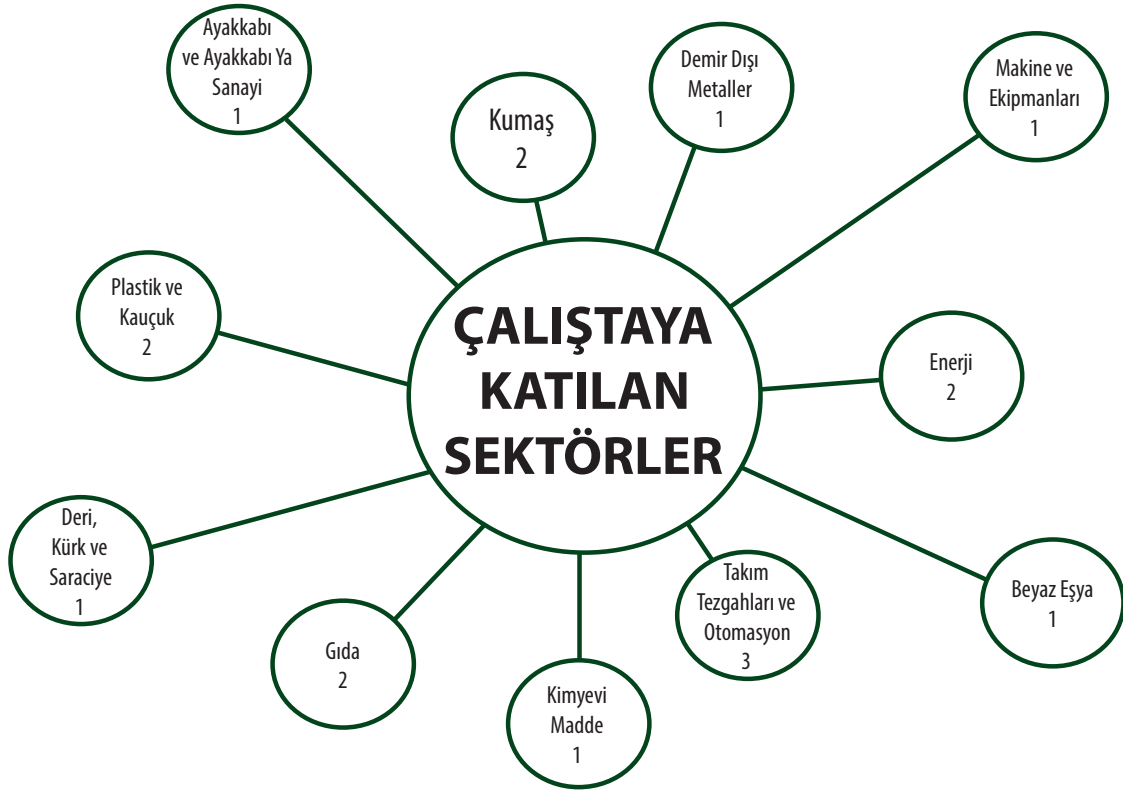 Ayakkabı
ve Ayakkabı Ya
Sanayi
1
Kumaş
2
Demir Dışı
Metaller
1
Makine ve
Ekipmanları
1
Plastik ve
Kauçuk
2
ÇALIŞTAYA
KATILAN
SEKTÖRLER
Enerji
2
Deri,
Kürk ve
Saraciye
1
Gıda
2
Kimyevi
Madde
1
Takım
Tezgahları ve
Otomasyon
3
Beyaz Eşya
1